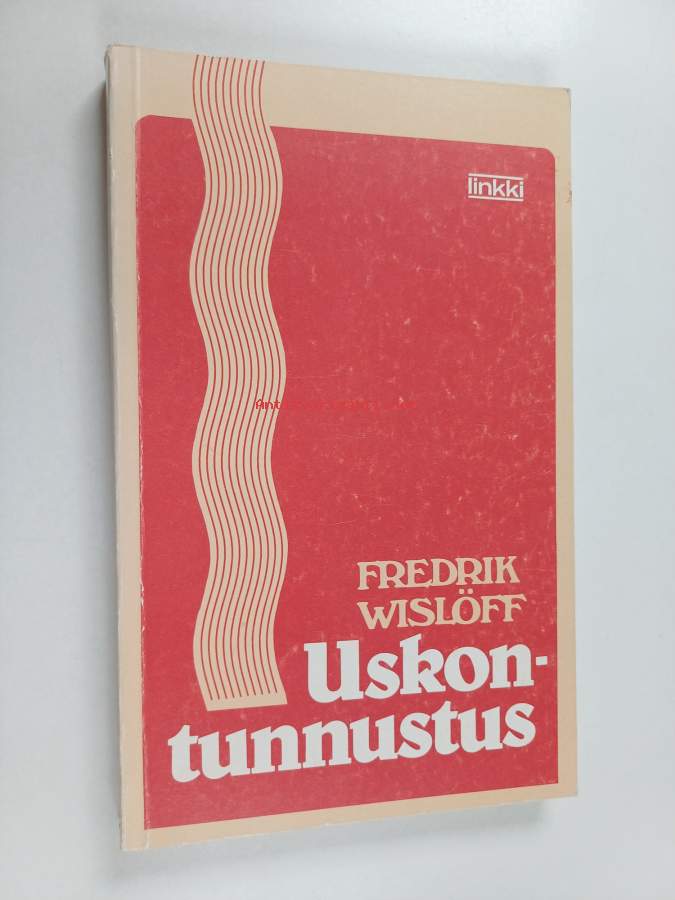 linkki
FREDRIK
WISLÖFF
Uskon-
tunnustus